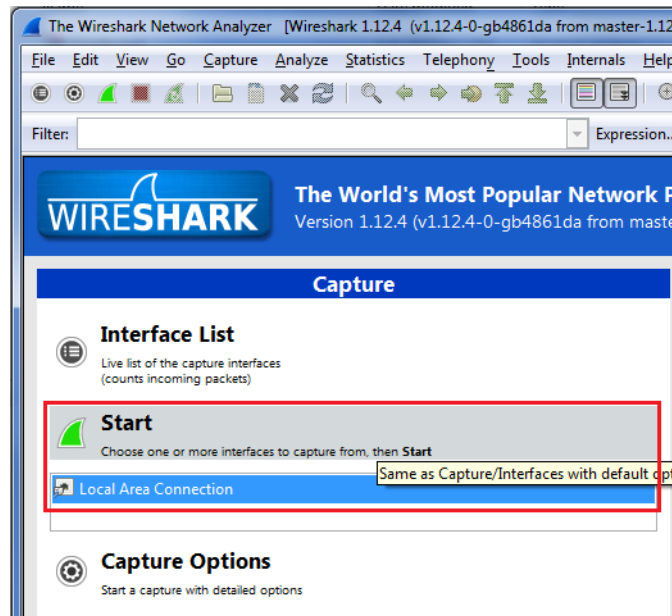 The Wireshark Network Analyzer [Wireshark 1.12.4 (v1.12.4-0-gb4861da from master-1.12
File Edit View Go Capture Analyze Statistics Telephony Tools Internals Help
Filter: Expression..
WIRESHARK
The World's Most Popular Network P
Version 1.12.4 (v1.12.4-0-gb4861da from maste
Capture
Interface List
Live list of the capture interfaces
(counts incoming packets)
Start
Choose one or more interfaces to capture from, then Start
Same as Capture/Interfaces with default opt
Local Area Connection
Capture Options
Start a capture with detailed options